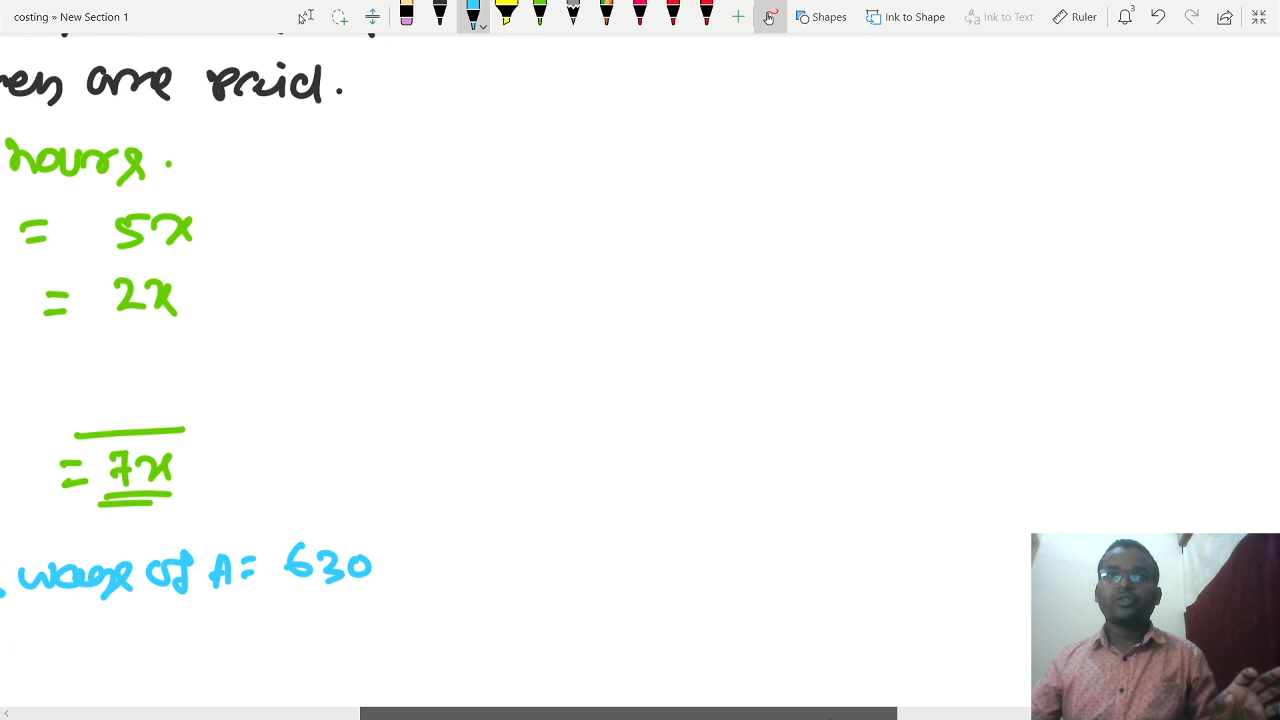 costing » New Section 1
Shapes
Ink to Shape
Ink to Text
Ruler
are paid.
hours.
= 5x
= 2x
= 7x
wage of A = 630